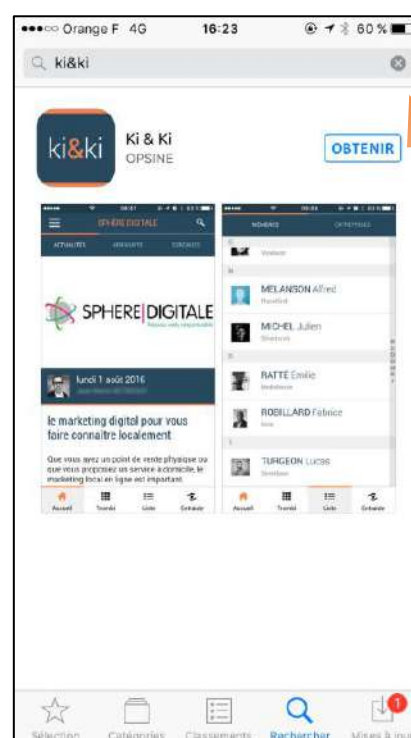 Orange F 4G 16:23 60 %
ki&ki
ki&ki
Ki & Ki
OPSINE
OBTENIR
SPHÈRE DIGITALE
ACTUALITÉS
SPHERE|DIGITALE
lundi 1 août 2016
le marketing digital pour vous
faire connaître localement
Que vous ayez un point de vente physique ou
que vous proposiez un service à domicile, le
marketing local en ligne est important.
Accueil Trombi Liste Entraide
MEMBRES ENTREPRISES
MELANSON Alfred
MICHEL Julien
RATTÉ Emilie
ROBILLARD Fabrice
TURGEON Lucas
Accueil Trombi Liste Entraide
1
Sélection Catégories Classements Rechercher Mises à jour